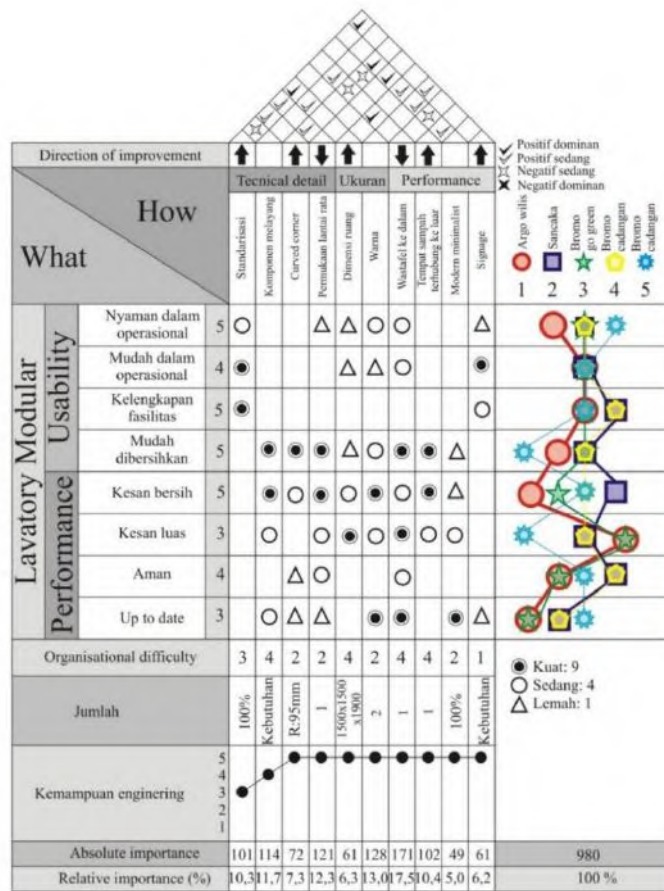 Direction of improvement
Positif dominan
Positif sedang
Negatif sedang
Negatif dominan
Tecnical detail Ukuran Performance
How
What
Standarisasi
Komponen melayang
Curved corner
Permukaan lantai rata
Dimensi ruang
Warna
Wastafel ke dalam
Tempat sampah
terhubung ke luar
Modern minimalist
Signage
Argo wilis
Sancaka
Bromo
go green
Bromo
cadangan
Bromo
cadangan
1 2 3 4 5
Lavatory Modular
Usability
Performance
Nyaman dalam
operasional 5
Mudah dalam
operasional 4
Kelengkapan
fasilitas 5
Mudah
dibersihkan 5
Kesan bersih 5
Kesan luas 3
Aman 4
Up to date 3
Organisational difficulty 3 4 2 2 4 2 4 4 2 1
Kuat: 9
Sedang: 4
Lemah: 1
Jumlah
100%
Kebutuhan
R:95mm
1
1500x1500
x1900
2
1
1
100%
Kebutuhan
Kemampuan enginering
5
4
3
2
1
Absolute importance 101 114 72 121 61 128 171 102 49 61 980
Relative importance (%) 10,3 11,7 7,3 12,3 6,3 13,0 17,5 10,4 5,0 6,2 100 %